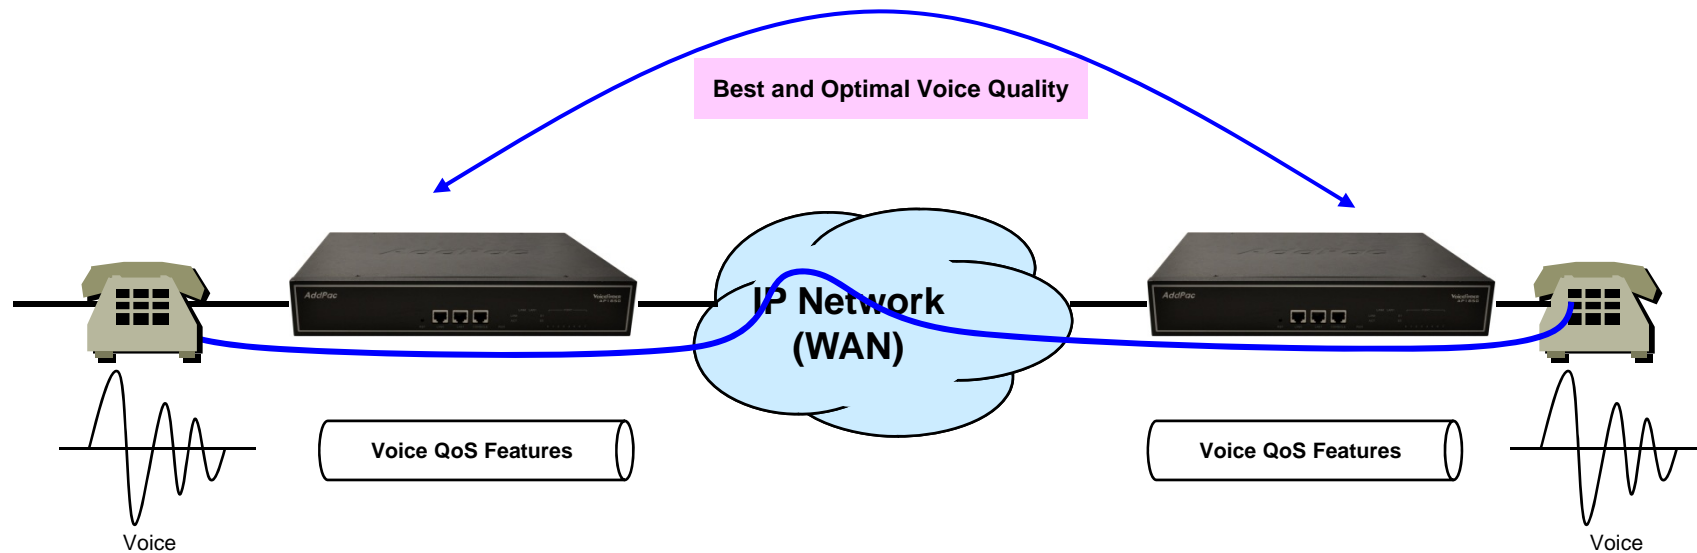 Best and Optimal Voice Quality
AddPac
AddPac
IP Network
(WAN)
Voice QoS Features
Voice QoS Features
Voice
Voice